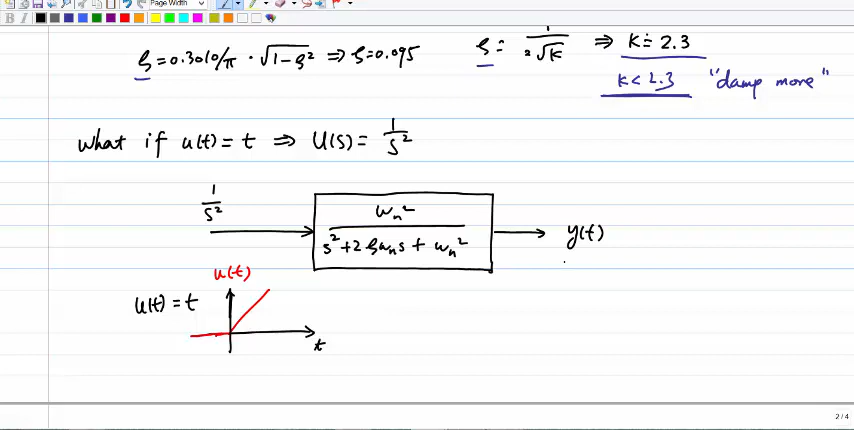 Page Width
B I
ζ = 0.3010/π · √(1-ζ²) ⇒ ζ=0.095
ζ = 1/(2√K) ⇒ K ≐ 2.3
K < 2.3 "damp more"
what if u(t) = t ⇒ U(s) = 1/s²
1/s²
ωn²/(s²+2ζωns + ωn²)
y(t)
u(t)
u(t) = t
t
2 / 4